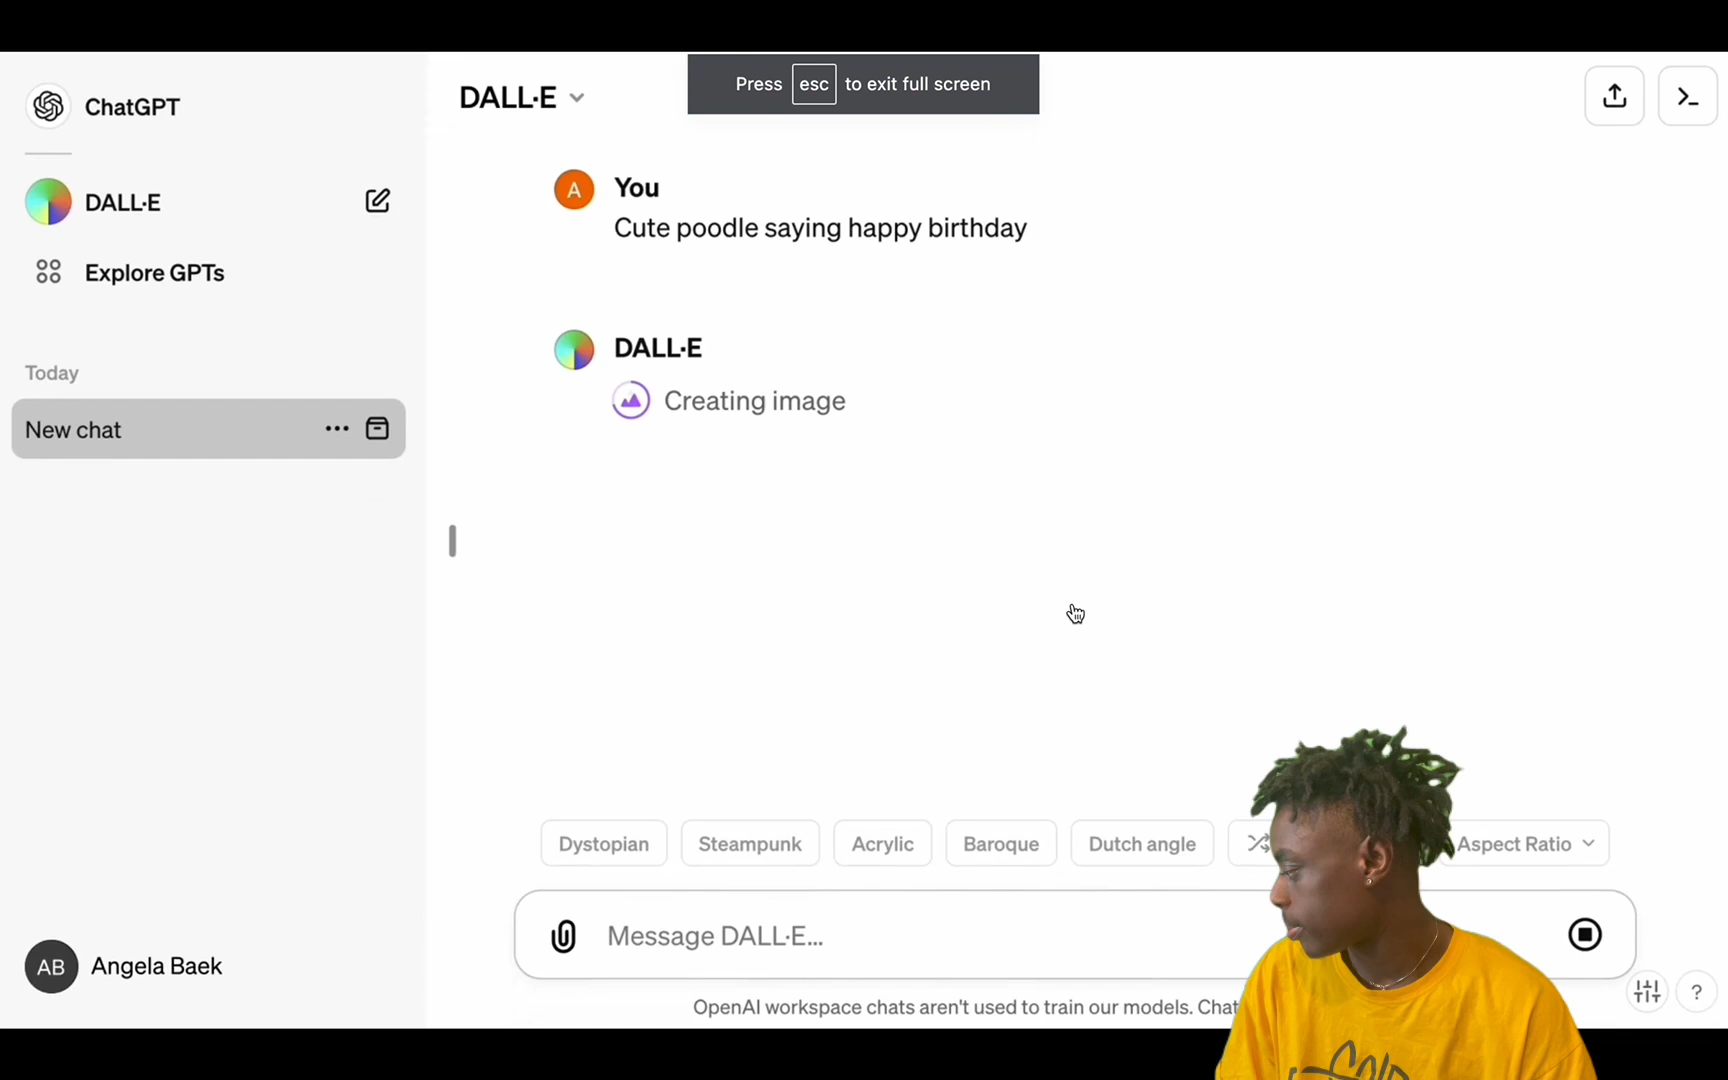 Press esc to exit full screen
ChatGPT
DALL·E
DALL·E
Explore GPTs
Today
New chat
A
You
Cute poodle saying happy birthday
DALL·E
Creating image
Dystopian
Steampunk
Acrylic
Baroque
Dutch angle
Aspect Ratio
Message DALL·E...
AB
Angela Baek
OpenAI workspace chats aren't used to train our models. Chat
?